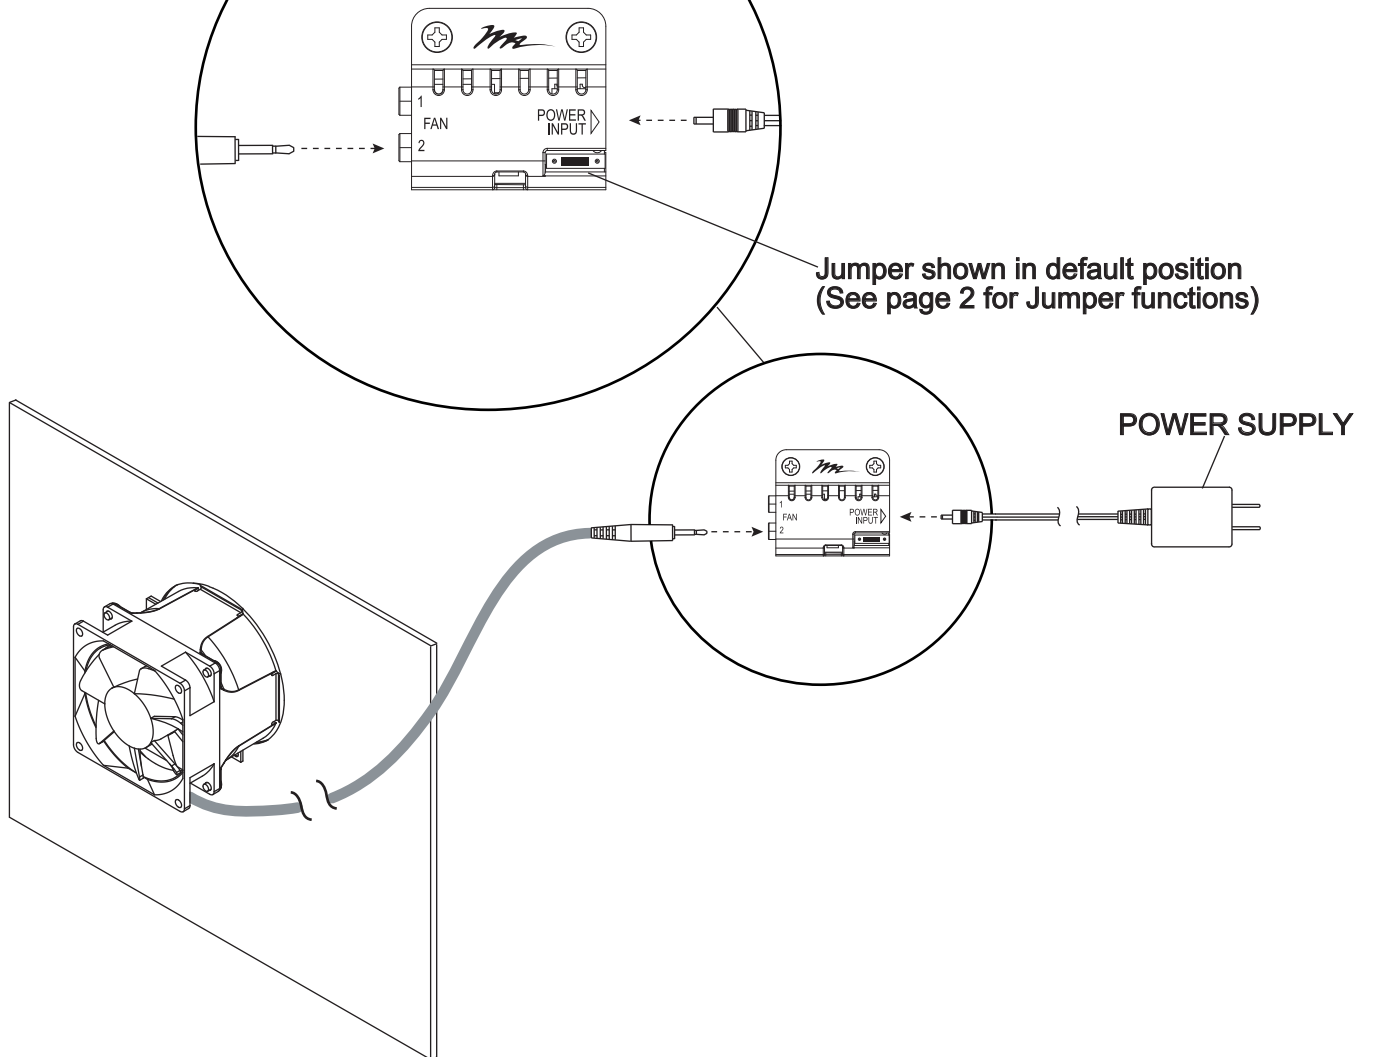 1
FAN
2
POWER
INPUT
Jumper shown in default position
(See page 2 for Jumper functions)
POWER SUPPLY
1
FAN
2
POWER
INPUT